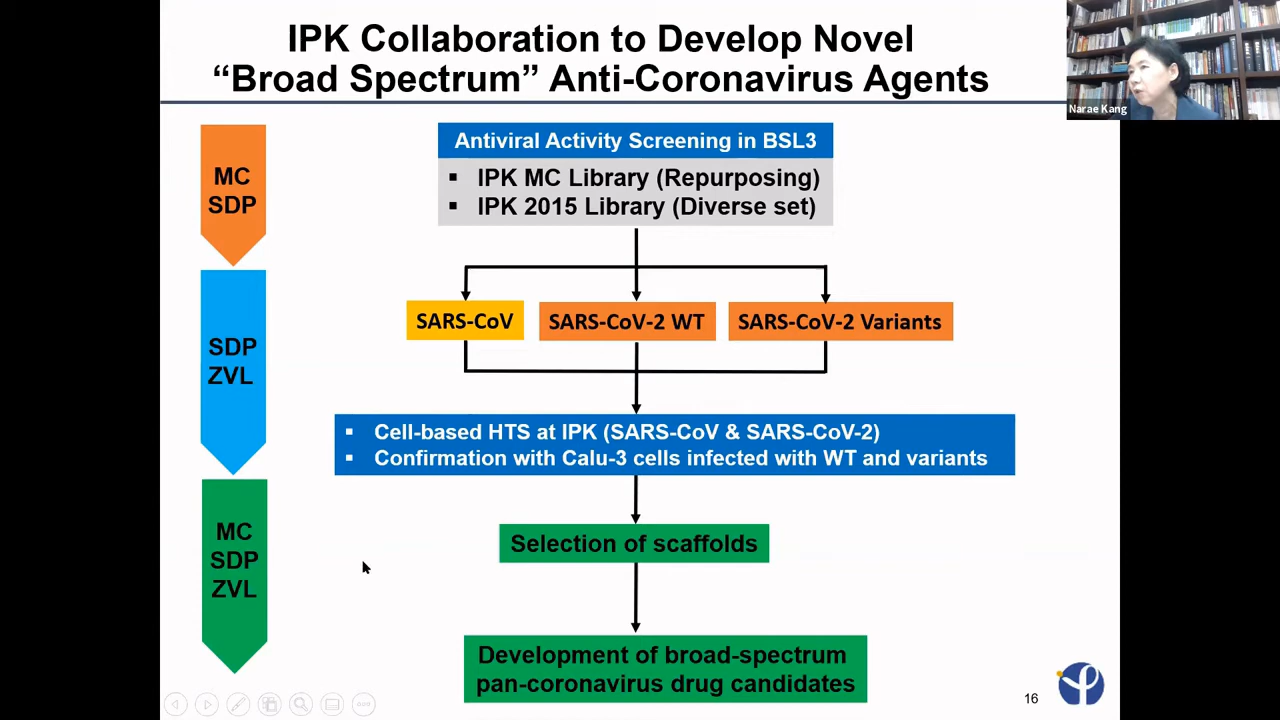 IPK Collaboration to Develop Novel
“Broad Spectrum” Anti-Coronavirus Agents
Narae Kang
MC
SDP
SDP
ZVL
MC
SDP
ZVL
Antiviral Activity Screening in BSL3
▪ IPK MC Library (Repurposing)
▪ IPK 2015 Library (Diverse set)
SARS-CoV
SARS-CoV-2 WT
SARS-CoV-2 Variants
▪ Cell-based HTS at IPK (SARS-CoV & SARS-CoV-2)
▪ Confirmation with Calu-3 cells infected with WT and variants
Selection of scaffolds
Development of broad-spectrum
pan-coronavirus drug candidates
16